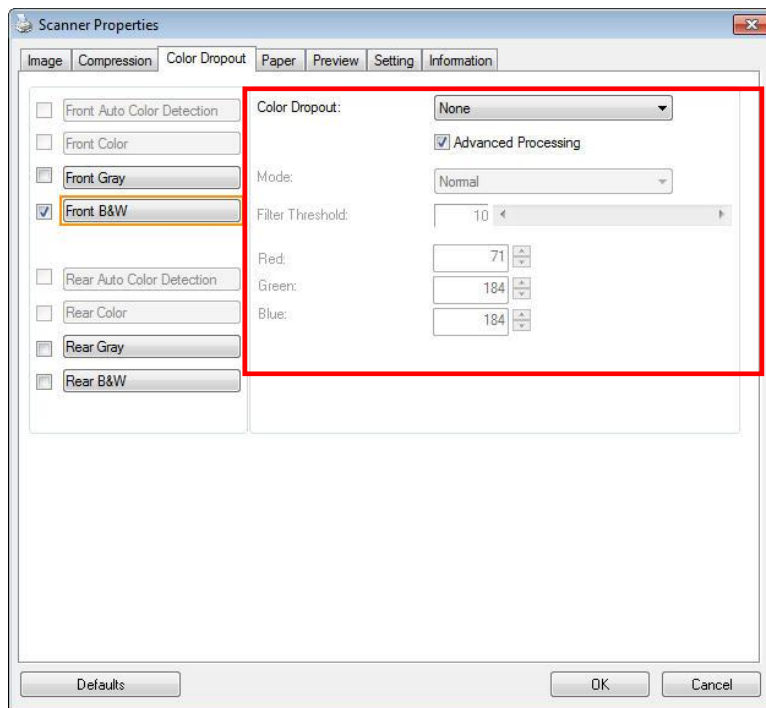 Scanner Properties
Image Compression Color Dropout Paper Preview Setting Information
Front Auto Color Detection
Front Color
Front Gray
Front B&W
Rear Auto Color Detection
Rear Color
Rear Gray
Rear B&W
Color Dropout: None
Advanced Processing
Mode: Normal
Filter Threshold: 10
Red: 71
Green: 184
Blue: 184
Defaults OK Cancel